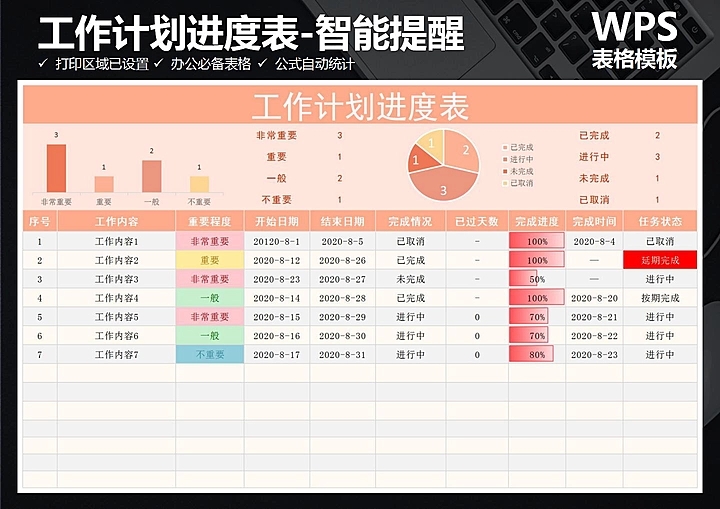 工作计划进度表-智能提醒
WPS
表格模板
✓ 打印区域已设置 ✓ 办公必备表格 ✓ 公式自动统计
工作计划进度表
3 1 2 1
非常重要 重要 一般 不重要
非常重要 3
重要 1
一般 2
不重要 1
1 2 1 3
已完成
进行中
未完成
已取消
已完成 2
进行中 3
未完成 1
已取消 1
序号 工作内容 重要程度 开始日期 结束日期 完成情况 已过天数 完成进度 完成时间 任务状态
1 工作内容1 非常重要 20120-8-1 2020-8-5 已取消 - 100% 2020-8-4 已取消
2 工作内容2 重要 2020-8-12 2020-8-26 已完成 - 100% — 延期完成
3 工作内容3 非常重要 2020-8-23 2020-8-27 未完成 - 50% — 进行中
4 工作内容4 一般 2020-8-14 2020-8-28 已完成 - 100% 2020-8-20 按期完成
5 工作内容5 非常重要 2020-8-15 2020-8-29 进行中 0 70% 2020-8-21 进行中
6 工作内容6 一般 2020-8-16 2020-8-30 进行中 0 70% 2020-8-22 进行中
7 工作内容7 不重要 2020-8-17 2020-8-31 进行中 0 80% 2020-8-23 进行中